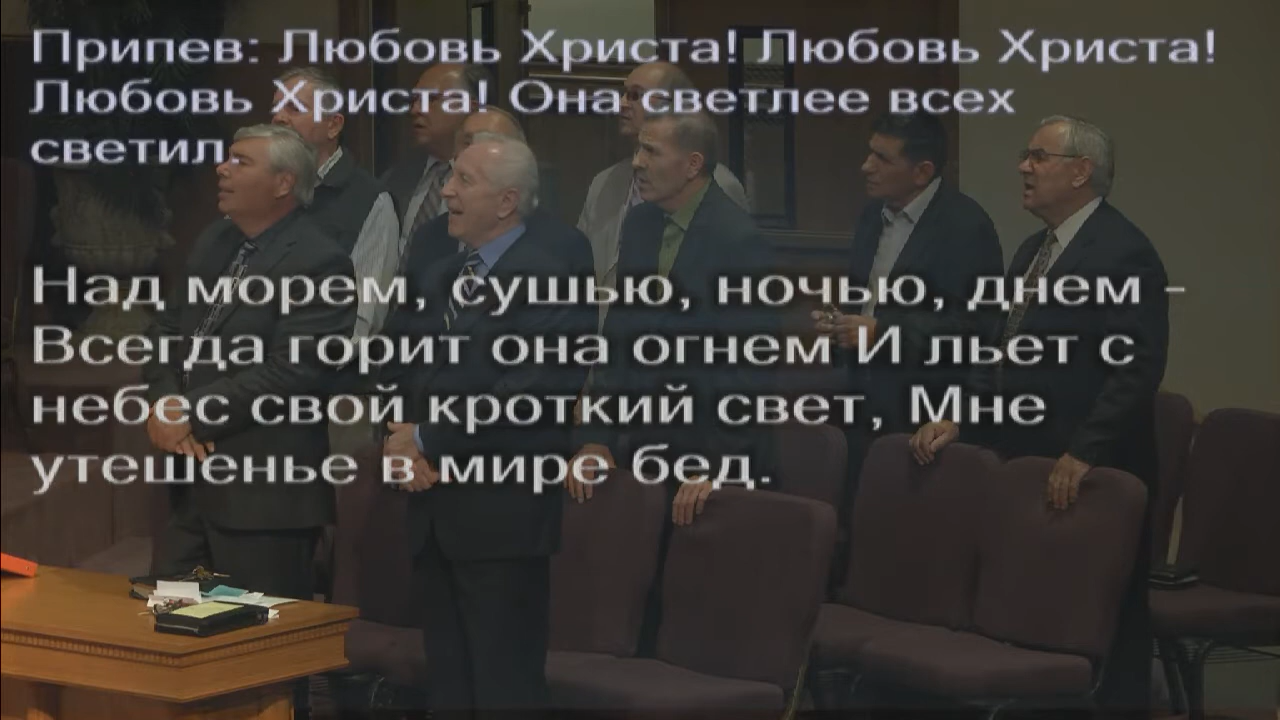 Припев: Любовь Христа! Любовь Христа!
Любовь Христа! Она светлее всех
светил.
Над морем, сушью, ночью, днем -
Всегда горит она огнем И льет с
небес свой кроткий свет, Мне
утешенье в мире бед.